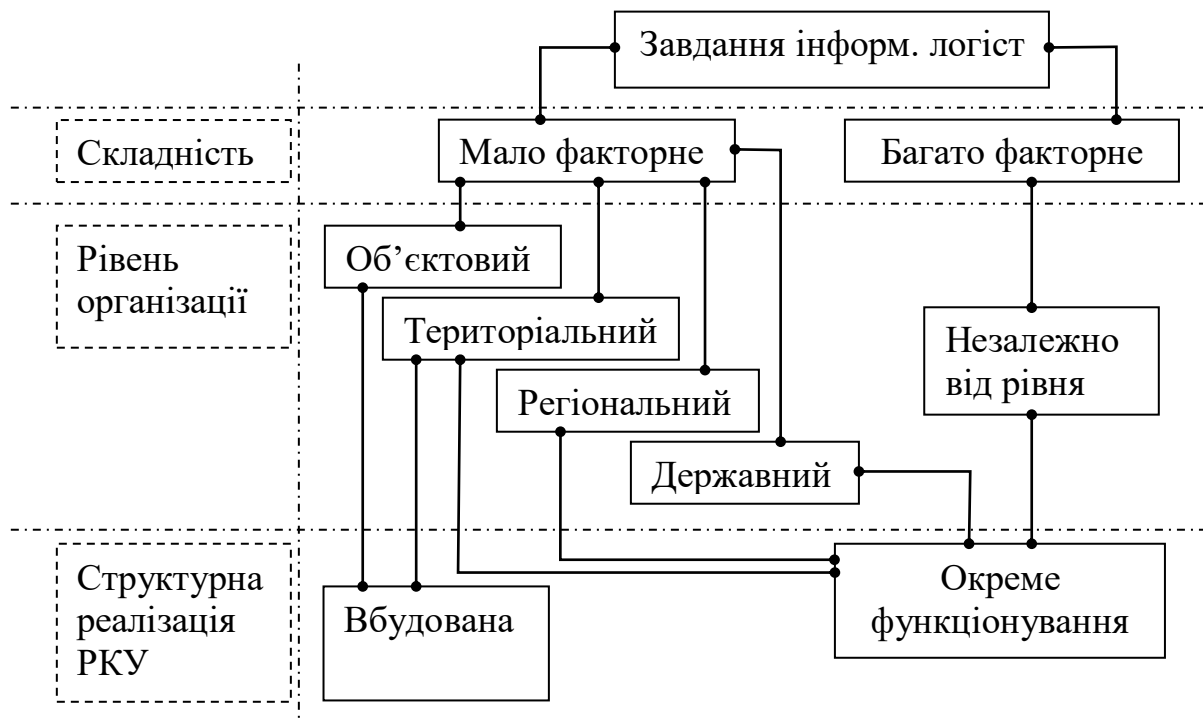 Завдання інформ. логіст
Складність
Мало факторне
Багато факторне
Рівень
організації
Об’єктовий
Територіальний
Регіональний
Державний
Незалежно
від рівня
Структурна
реалізація
РКУ
Вбудована
Окреме
функціонування